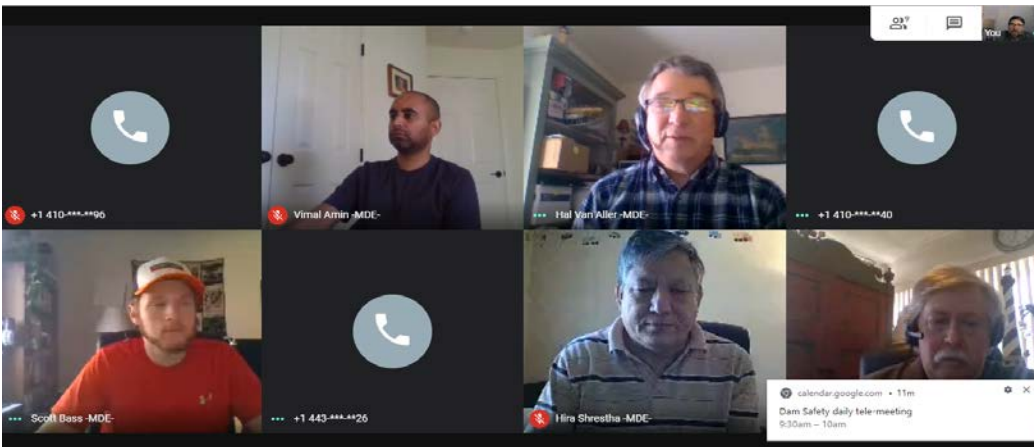 9
You
+1 410-***-**96
Vimal Amin -MDE-
Hal Van Aller -MDE-
+1 410-***-**40
Scott Bass -MDE-
+1 443-***-**26
Hira Shrestha -MDE-
calendar.google.com • 11m
Dam Safety daily tele-meeting
9:30am – 10am